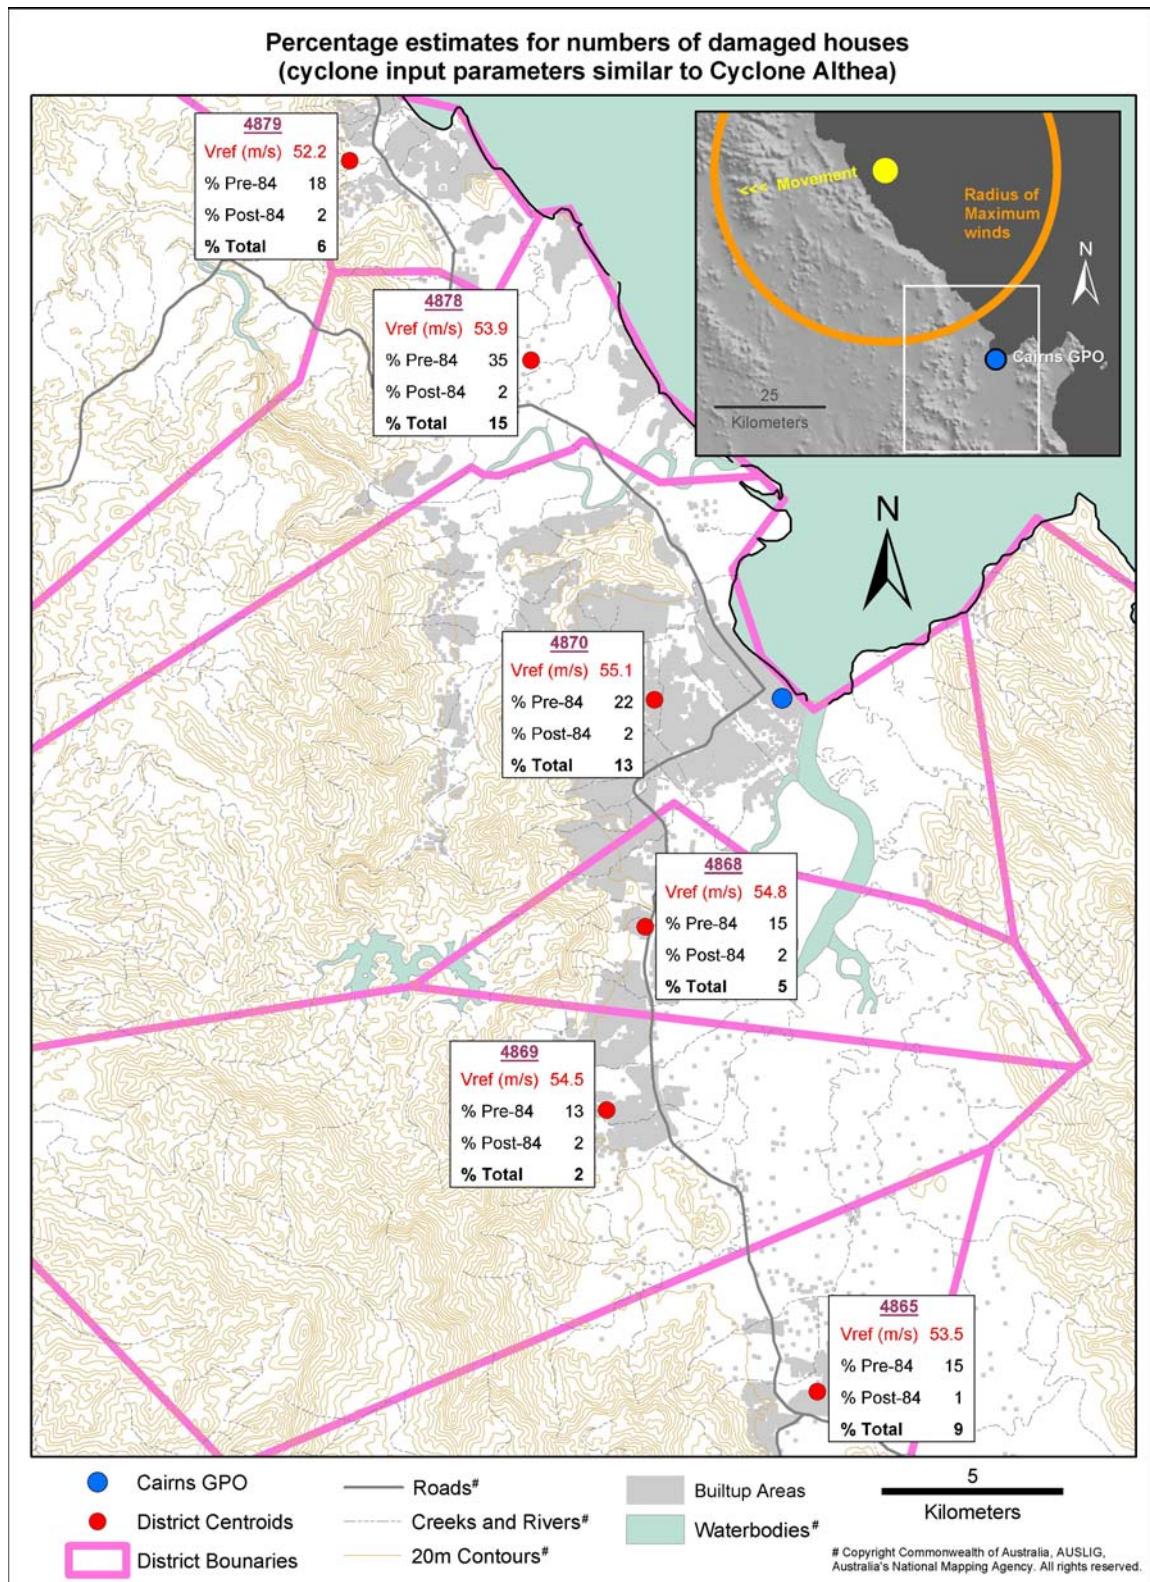 Percentage estimates for numbers of damaged houses
(cyclone input parameters similar to Cyclone Althea)
4879
Vref (m/s) 52.2
% Pre-84 18
% Post-84 2
% Total 6
<<< Movement
Radius of
Maximum
winds
N
Cairns GPO
25
Kilometers
4878
Vref (m/s) 53.9
% Pre-84 35
% Post-84 2
% Total 15
N
4870
Vref (m/s) 55.1
% Pre-84 22
% Post-84 2
% Total 13
4868
Vref (m/s) 54.8
% Pre-84 15
% Post-84 2
% Total 5
4869
Vref (m/s) 54.5
% Pre-84 13
% Post-84 2
% Total 2
4865
Vref (m/s) 53.5
% Pre-84 15
% Post-84 1
% Total 9
Cairns GPO
District Centroids
District Bounaries
Roads#
Creeks and Rivers#
20m Contours#
Builtup Areas
Waterbodies#
5
Kilometers
# Copyright Commonwealth of Australia, AUSLIG,
Australia's National Mapping Agency. All rights reserved.